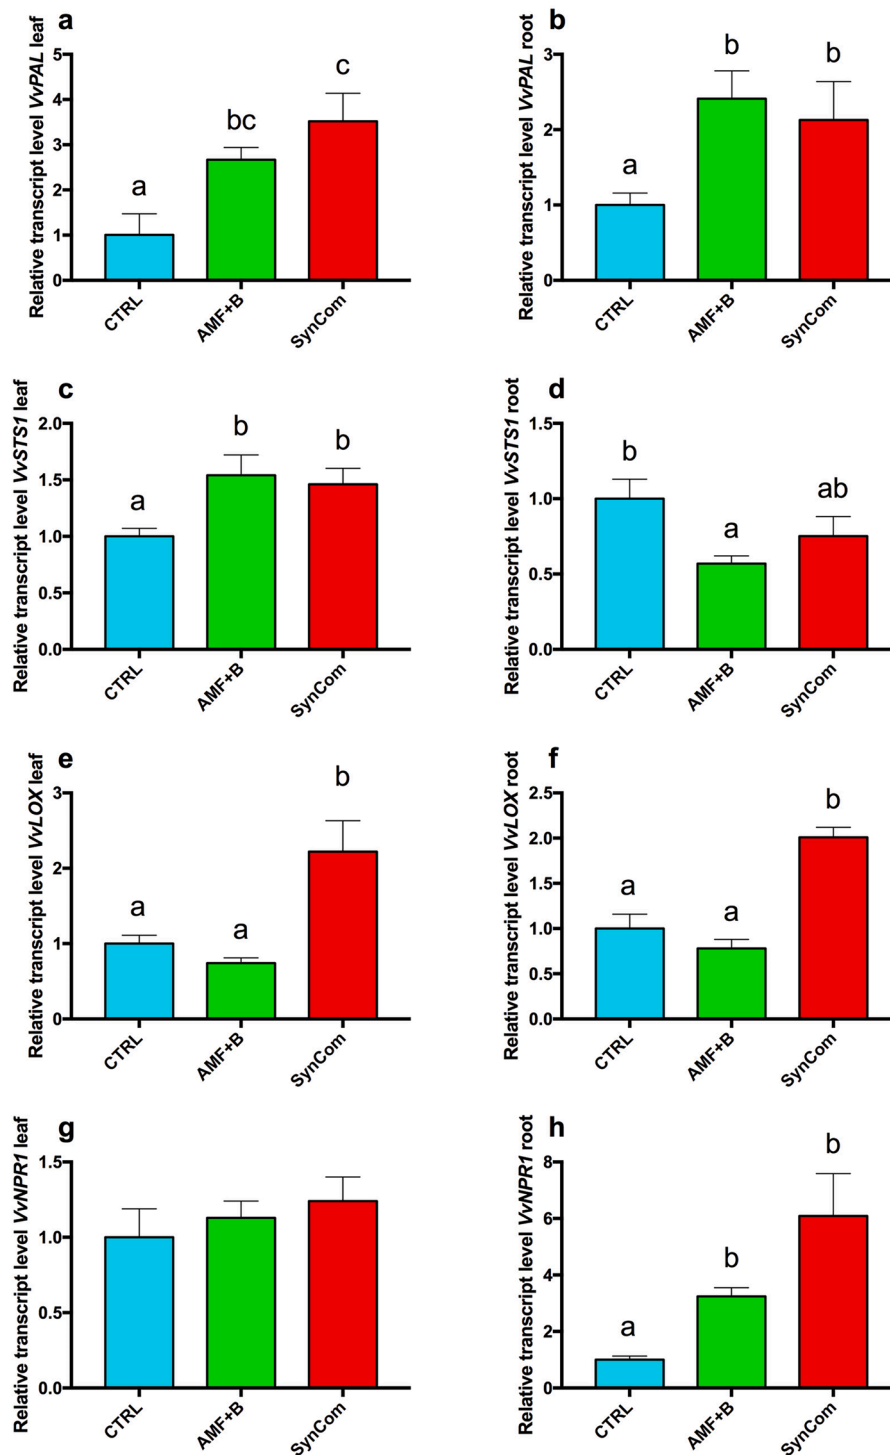 a
Relative transcript level VvPAL leaf
5
4
3
2
1
0
a
bc
c
CTRL
AMF+B
SynCom
b
Relative transcript level VvPAL root
3
2
1
0
a
b
b
CTRL
AMF+B
SynCom
c
Relative transcript level VvSTS1 leaf
2.0
1.5
1.0
0.5
0.0
a
b
b
CTRL
AMF+B
SynCom
d
Relative transcript level VvSTS1 root
1.5
1.0
0.5
0.0
b
a
ab
CTRL
AMF+B
SynCom
e
Relative transcript level VvLOX leaf
3
2
1
0
a
a
b
CTRL
AMF+B
SynCom
f
Relative transcript level VvLOX root
2.5
2.0
1.5
1.0
0.5
0.0
a
a
b
CTRL
AMF+B
SynCom
g
Relative transcript level VvNPR1 leaf
1.5
1.0
0.5
0.0
CTRL
AMF+B
SynCom
h
Relative transcript level VvNPR1 root
8
6
4
2
0
a
b
b
CTRL
AMF+B
SynCom